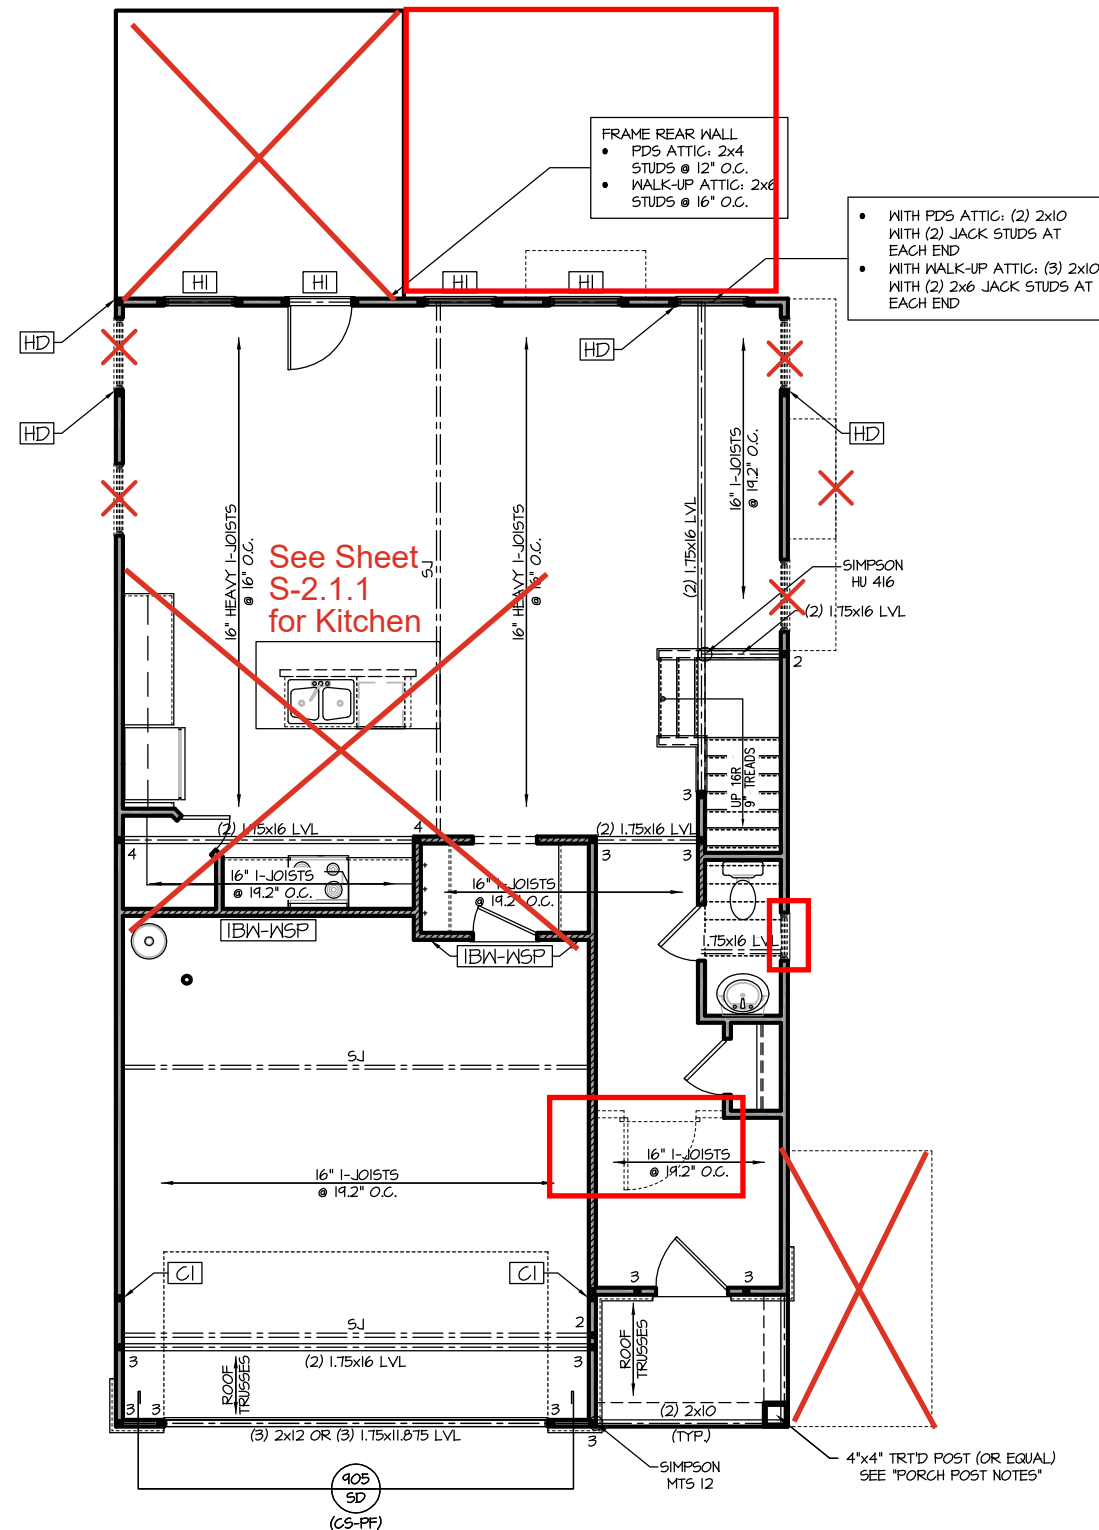 FRAME REAR WALL
• PDS ATTIC: 2x4
STUDS @ 12" O.C.
• WALK-UP ATTIC: 2x6
STUDS @ 16" O.C.
• WITH PDS ATTIC: (2) 2x10
WITH (2) JACK STUDS AT
EACH END
• WITH WALK-UP ATTIC: (3) 2x10
WITH (2) 2x6 JACK STUDS AT
EACH END
H1
H1
H1
H1
HD
HD
HD
HD
16" HEAVY I-JOISTS
@ 16" O.C.
16" HEAVY I-JOISTS
@ 16" O.C.
16" I-JOISTS
@ 19.2" O.C.
(2) 1.75x16 LVL
SJ
See Sheet
S-2.1.1
for Kitchen
SIMPSON
HU 416
(2) 1.75x16 LVL
2
UP 16R
9" TREADS
3
(2) 1.75x16 LVL
4
(2) 1.75x16 LVL
4
3
3
16" I-JOISTS
@ 19.2" O.C.
16" I-JOISTS
@ 19.2" O.C.
IBW-WSP
IBW-WSP
1.75x16 LVL
SJ
16" I-JOISTS
@ 19.2" O.C.
16" I-JOISTS
@ 19.2" O.C.
C1
C1
3
3
SJ
2
(2) 1.75x16 LVL
3
3
ROOF
TRUSSES
ROOF
TRUSSES
3
3
3
(2) 2x10
(TYP.)
(3) 2x12 OR (3) 1.75x11.875 LVL
3
SIMPSON
MTS 12
4"x4" TRT'D POST (OR EQUAL)
SEE "PORCH POST NOTES"
905
SD
(CS-PF)